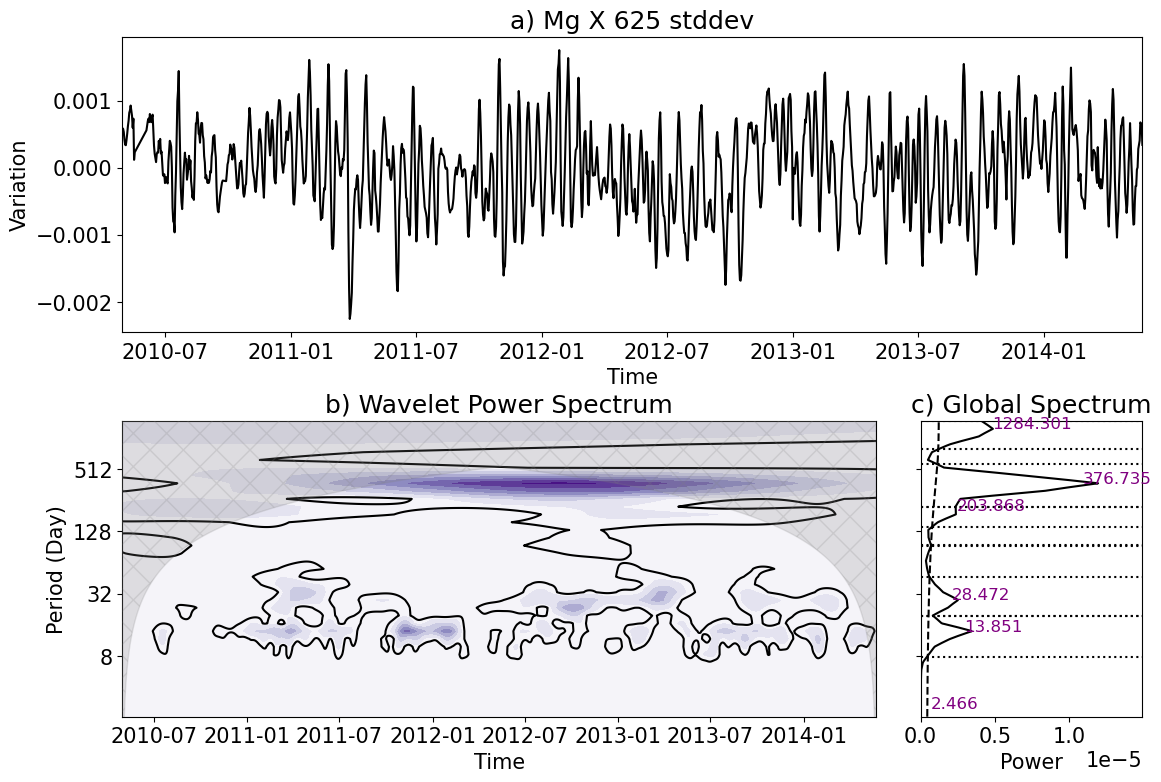 a) Mg X 625 stddev
0.001
0.000
−0.001
−0.002
Variation
2010-07 2011-01 2011-07 2012-01 2012-07 2013-01 2013-07 2014-01
Time
b) Wavelet Power Spectrum
512
128
32
8
Period (Day)
2010-07 2011-01 2011-07 2012-01 2012-07 2013-01 2013-07 2014-01
Time
c) Global Spectrum
1284.301
376.735
203.868
28.472
13.851
2.466
0.0 0.5 1.0
Power 1e−5